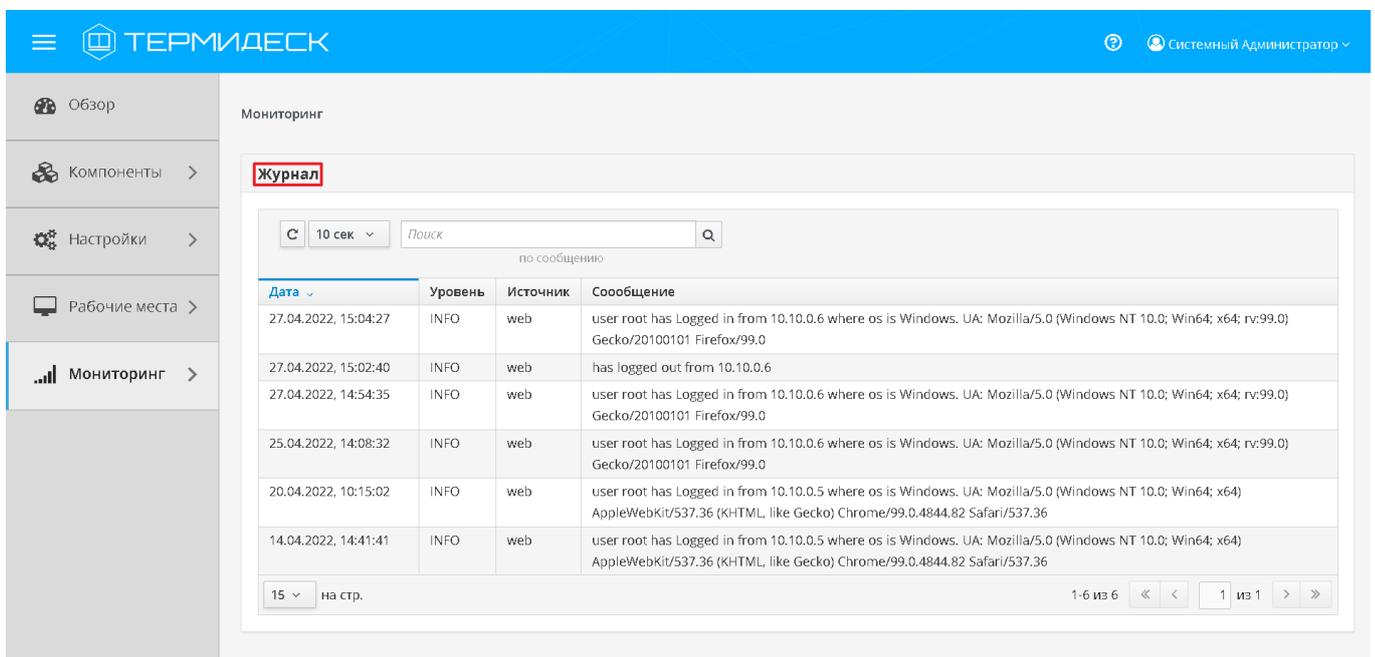 ТЕРМИДЕСК
Системный Администратор
Обзор
Компоненты
Настройки
Рабочие места
Мониторинг
Мониторинг
Журнал
10 сек Поиск
по сообщению
Дата Уровень Источник Соообщение
27.04.2022, 15:04:27 INFO web user root has Logged in from 10.10.0.6 where os is Windows. UA: Mozilla/5.0 (Windows NT 10.0; Win64; x64; rv:99.0)
Gecko/20100101 Firefox/99.0
27.04.2022, 15:02:40 INFO web has logged out from 10.10.0.6
27.04.2022, 14:54:35 INFO web user root has Logged in from 10.10.0.6 where os is Windows. UA: Mozilla/5.0 (Windows NT 10.0; Win64; x64; rv:99.0)
Gecko/20100101 Firefox/99.0
25.04.2022, 14:08:32 INFO web user root has Logged in from 10.10.0.6 where os is Windows. UA: Mozilla/5.0 (Windows NT 10.0; Win64; x64; rv:99.0)
Gecko/20100101 Firefox/99.0
20.04.2022, 10:15:02 INFO web user root has Logged in from 10.10.0.5 where os is Windows. UA: Mozilla/5.0 (Windows NT 10.0; Win64; x64)
AppleWebKit/537.36 (KHTML, like Gecko) Chrome/99.0.4844.82 Safari/537.36
14.04.2022, 14:41:41 INFO web user root has Logged in from 10.10.0.5 where os is Windows. UA: Mozilla/5.0 (Windows NT 10.0; Win64; x64)
AppleWebKit/537.36 (KHTML, like Gecko) Chrome/99.0.4844.82 Safari/537.36
15 на стр. 1-6 из 6 « < 1 из 1 > »